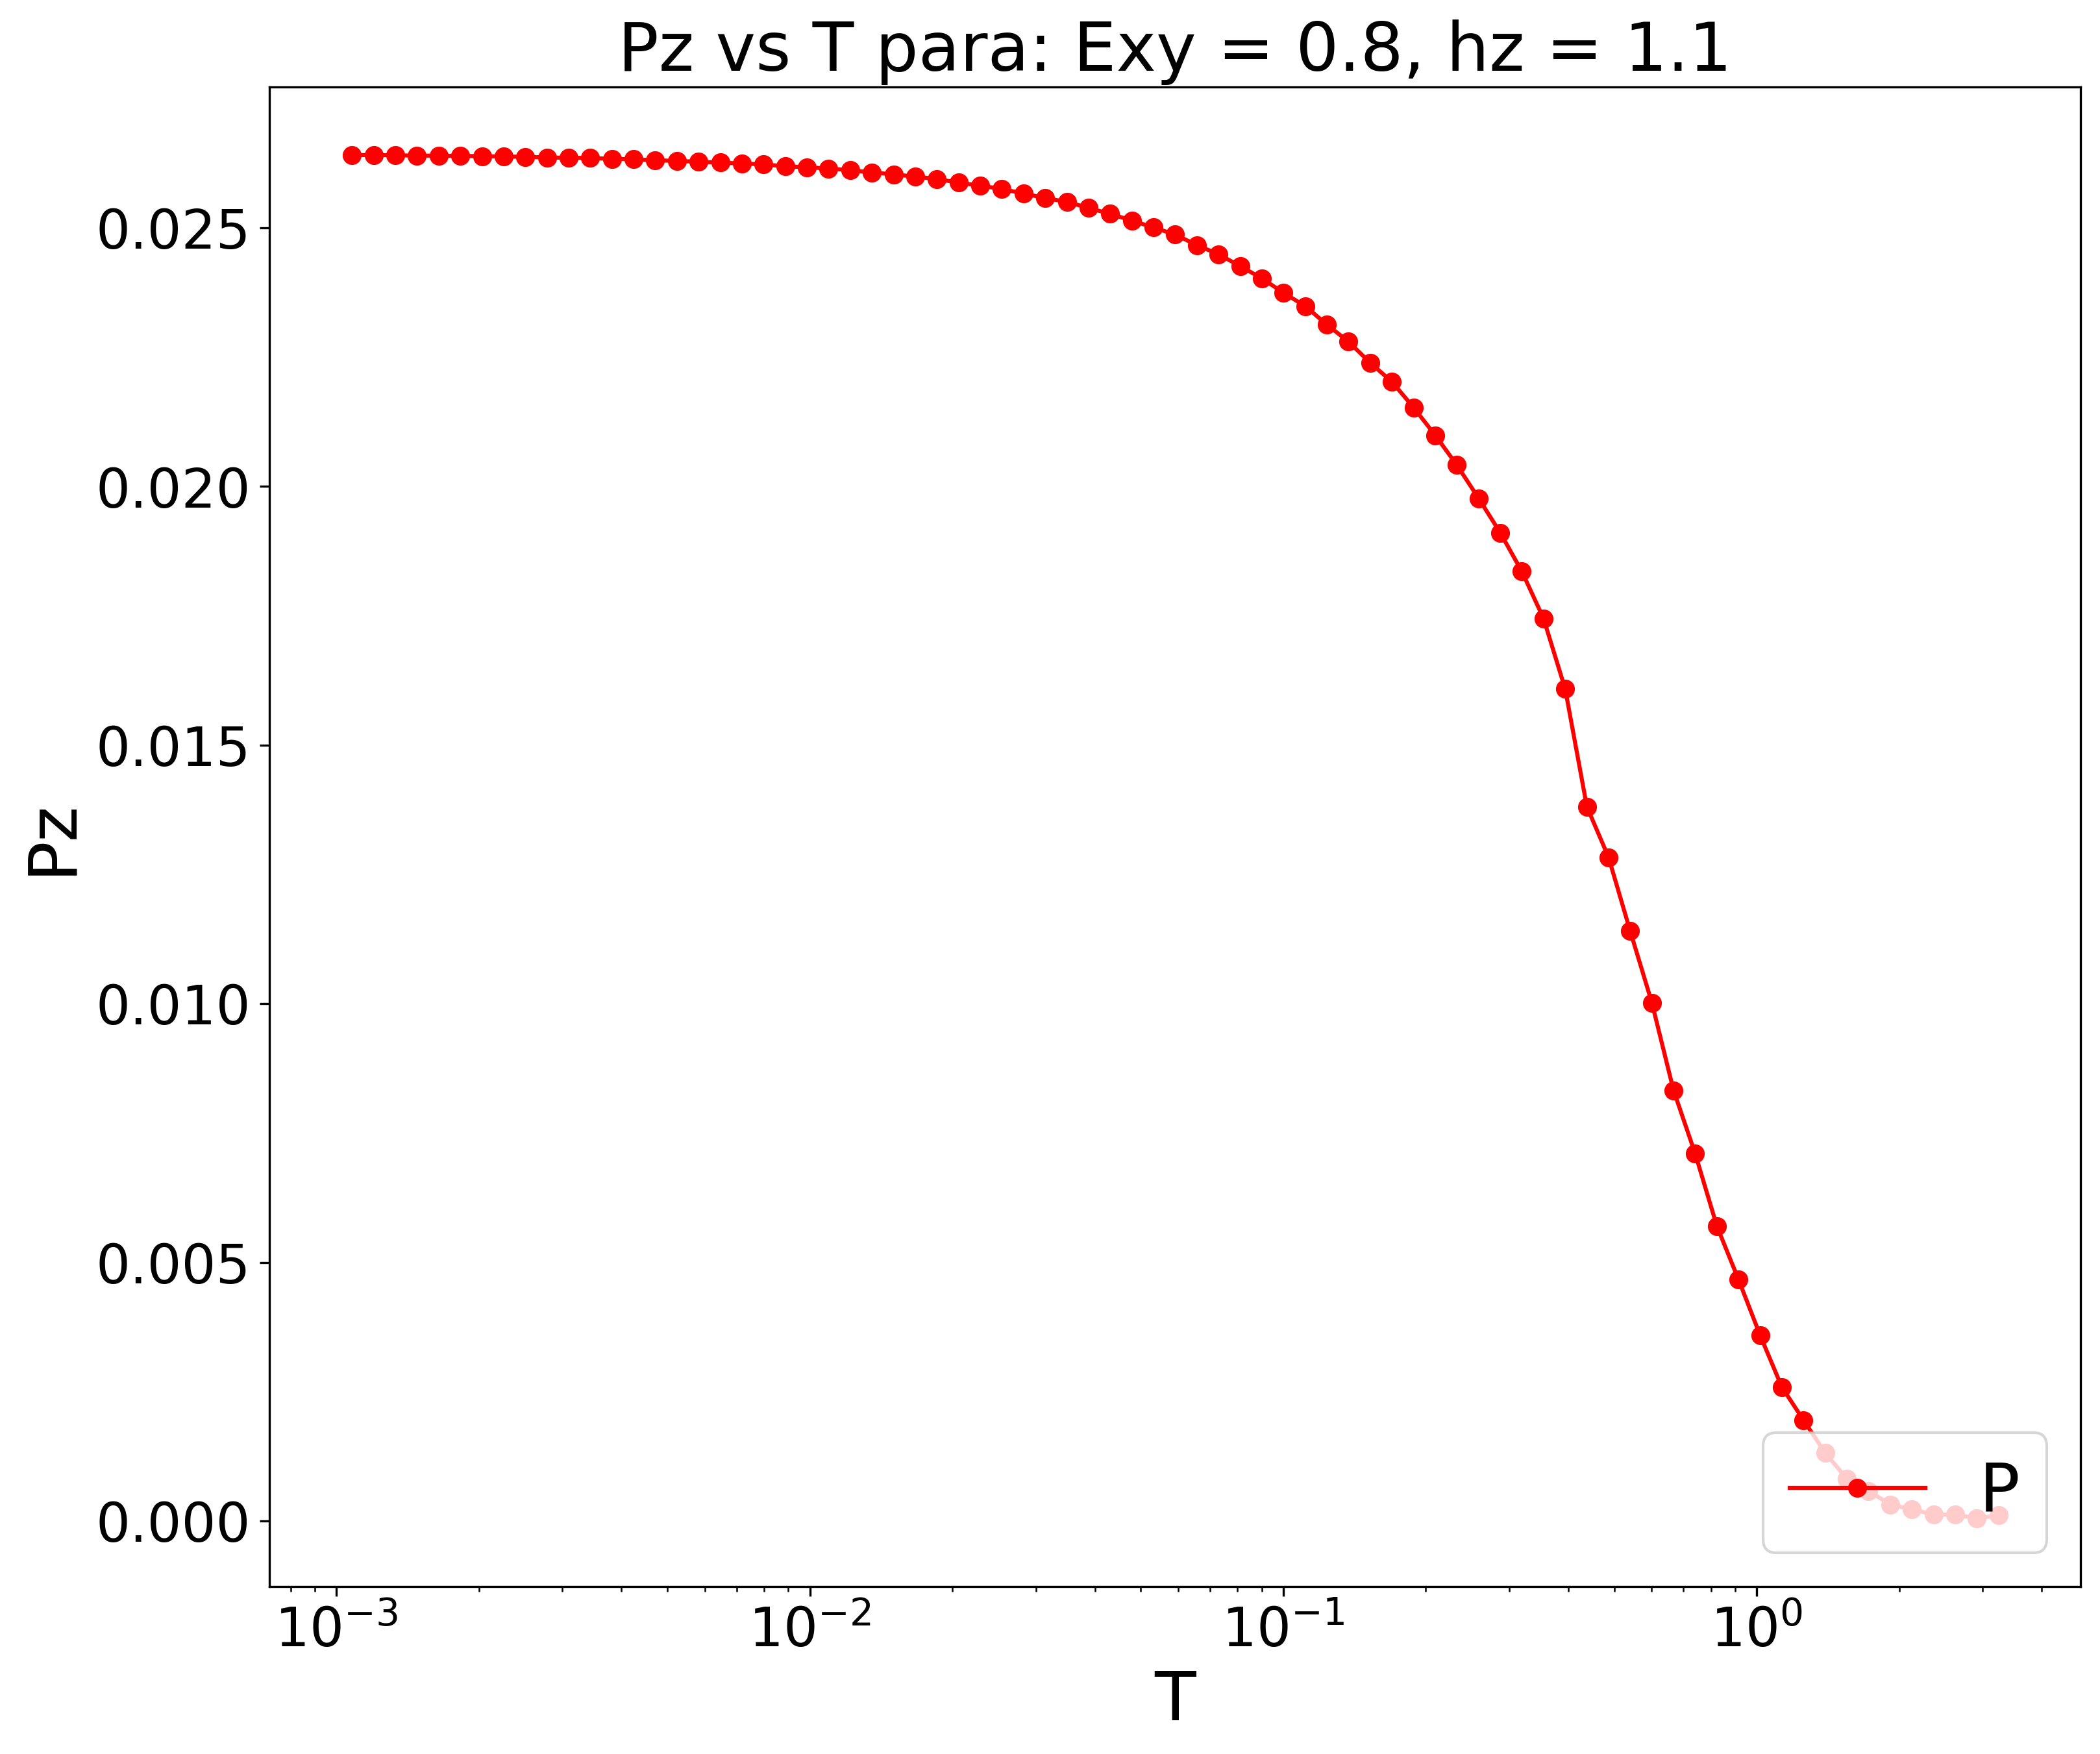 Pz vs T para: Exy = 0.8, hz = 1.1
Pz
0.025
0.020
0.015
0.010
0.005
0.000
P
10⁻³ 10⁻² 10⁻¹ 10⁰
T